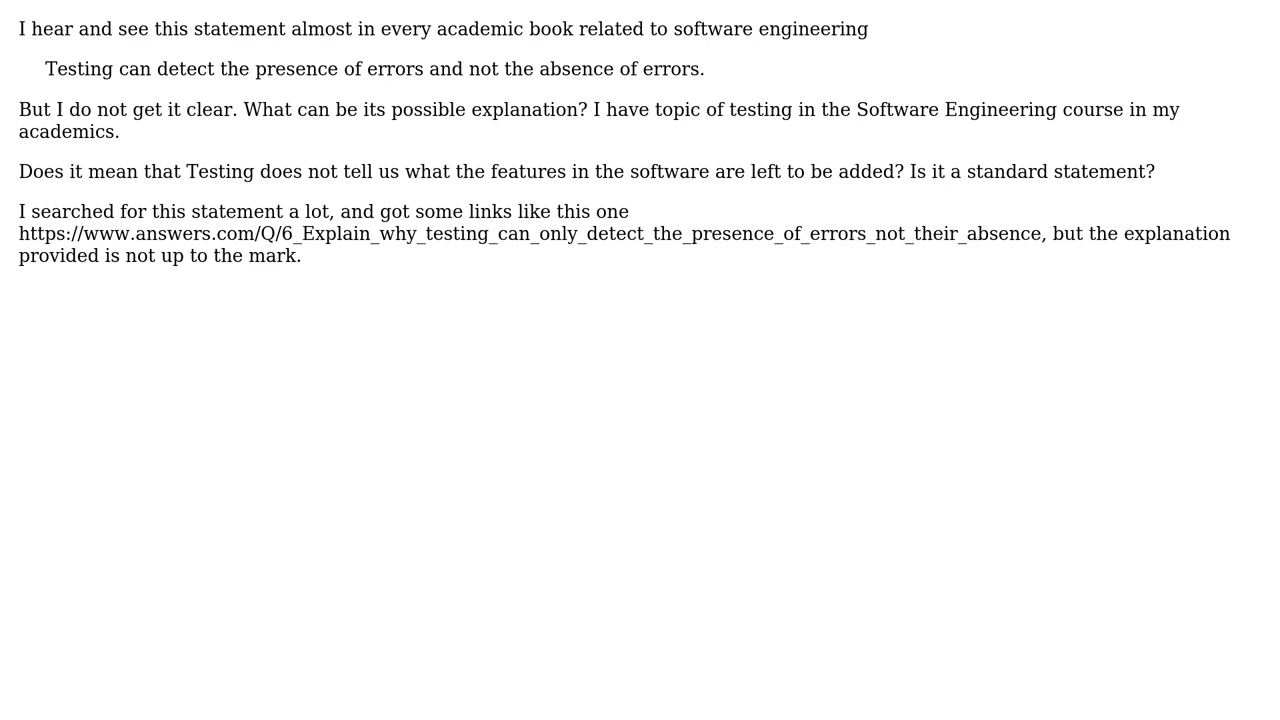 I hear and see this statement almost in every academic book related to software engineering
Testing can detect the presence of errors and not the absence of errors.
But I do not get it clear. What can be its possible explanation? I have topic of testing in the Software Engineering course in my
academics.
Does it mean that Testing does not tell us what the features in the software are left to be added? Is it a standard statement?
I searched for this statement a lot, and got some links like this one
https://www.answers.com/Q/6_Explain_why_testing_can_only_detect_the_presence_of_errors_not_their_absence, but the explanation
provided is not up to the mark.